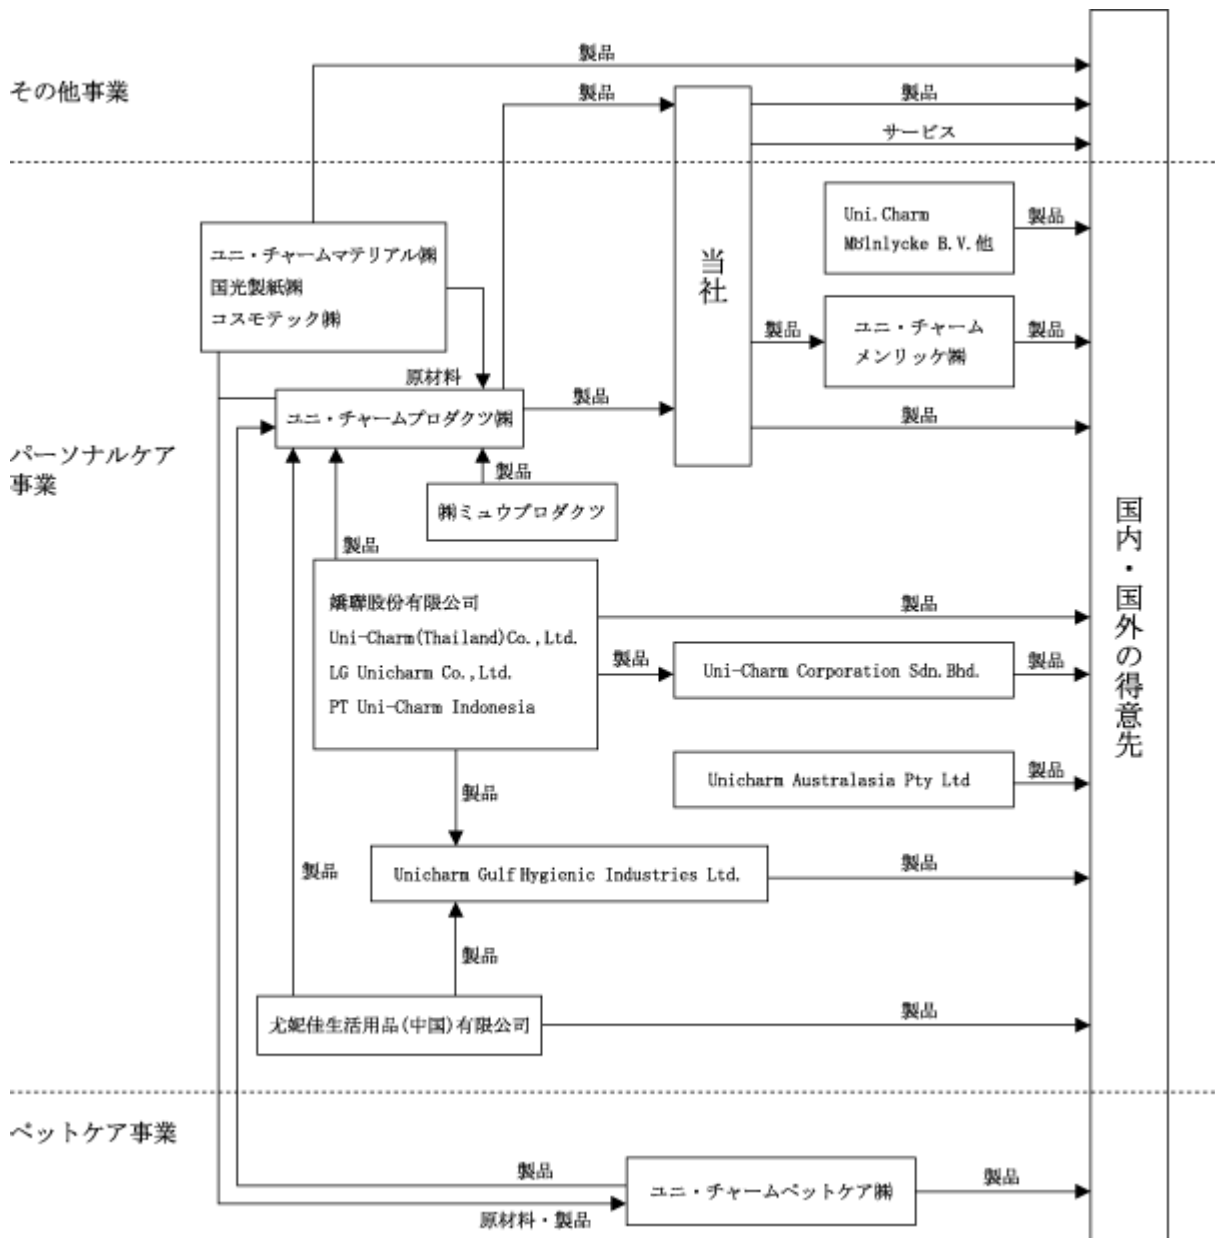 製品
その他事業
製品
製品
サービス
ユニ・チャームマテリアル㈱
国光製紙㈱
コスモテック㈱
当社
Uni.Charm
Mölnlycke B.V.他
製品
製品
ユニ・チャーム
メンリッケ㈱
製品
原材料
ユニ・チャームプロダクツ㈱
製品
製品
パーソナルケア
事業
製品
㈱ミュウプロダクツ
製品
嬌聯股份有限公司
Uni-Charm(Thailand)Co.,Ltd.
LG Unicharm Co.,Ltd.
PT Uni-Charm Indonesia
製品
製品
Uni-Charm Corporation Sdn.Bhd.
製品
国内・国外の得意先
Unicharm Australasia Pty Ltd
製品
製品
製品
Unicharm Gulf Hygienic Industries Ltd.
製品
製品
尤妮佳生活用品(中国)有限公司
製品
ペットケア事業
製品
ユニ・チャームペットケア㈱
製品
原材料・製品